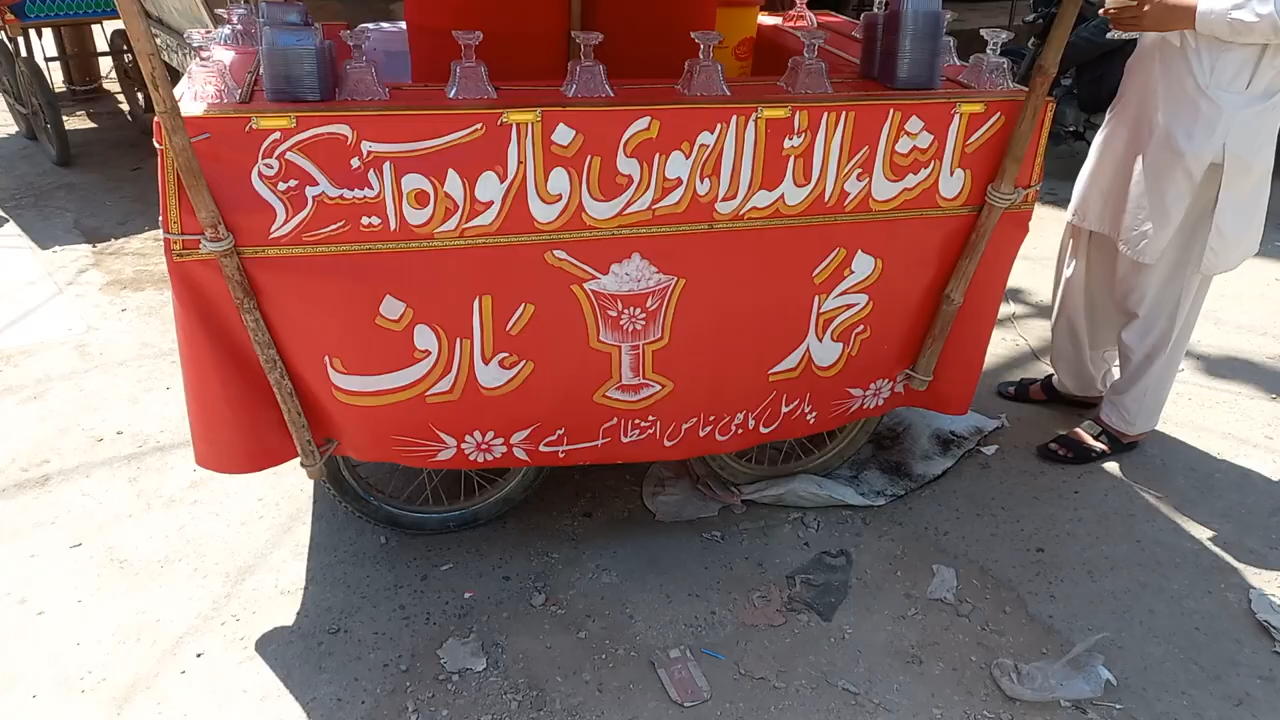 ماشاءاللہ لاہوری فالودہ آئسکریم
محمد عارف
پارسل کا بھی خاص انتظام ہے